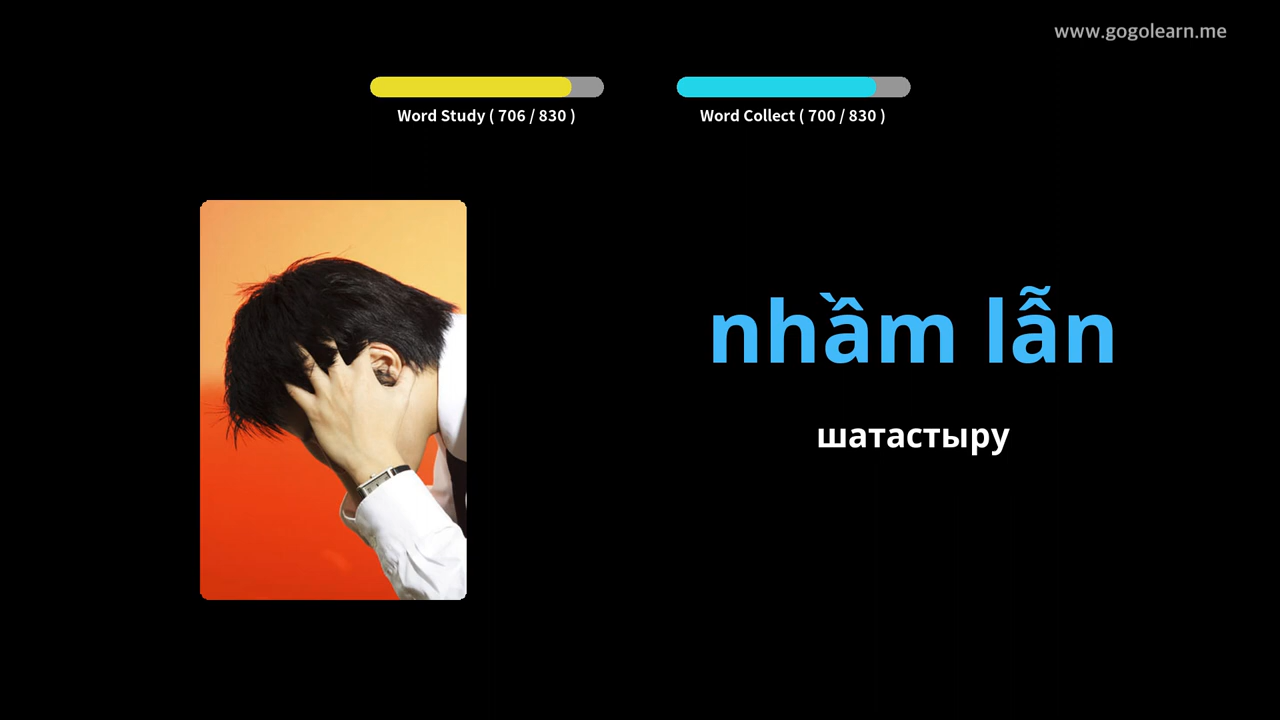 www.gogolearn.me
Word Study ( 706 / 830 )
Word Collect ( 700 / 830 )
nhầm lẫn
шатастыру